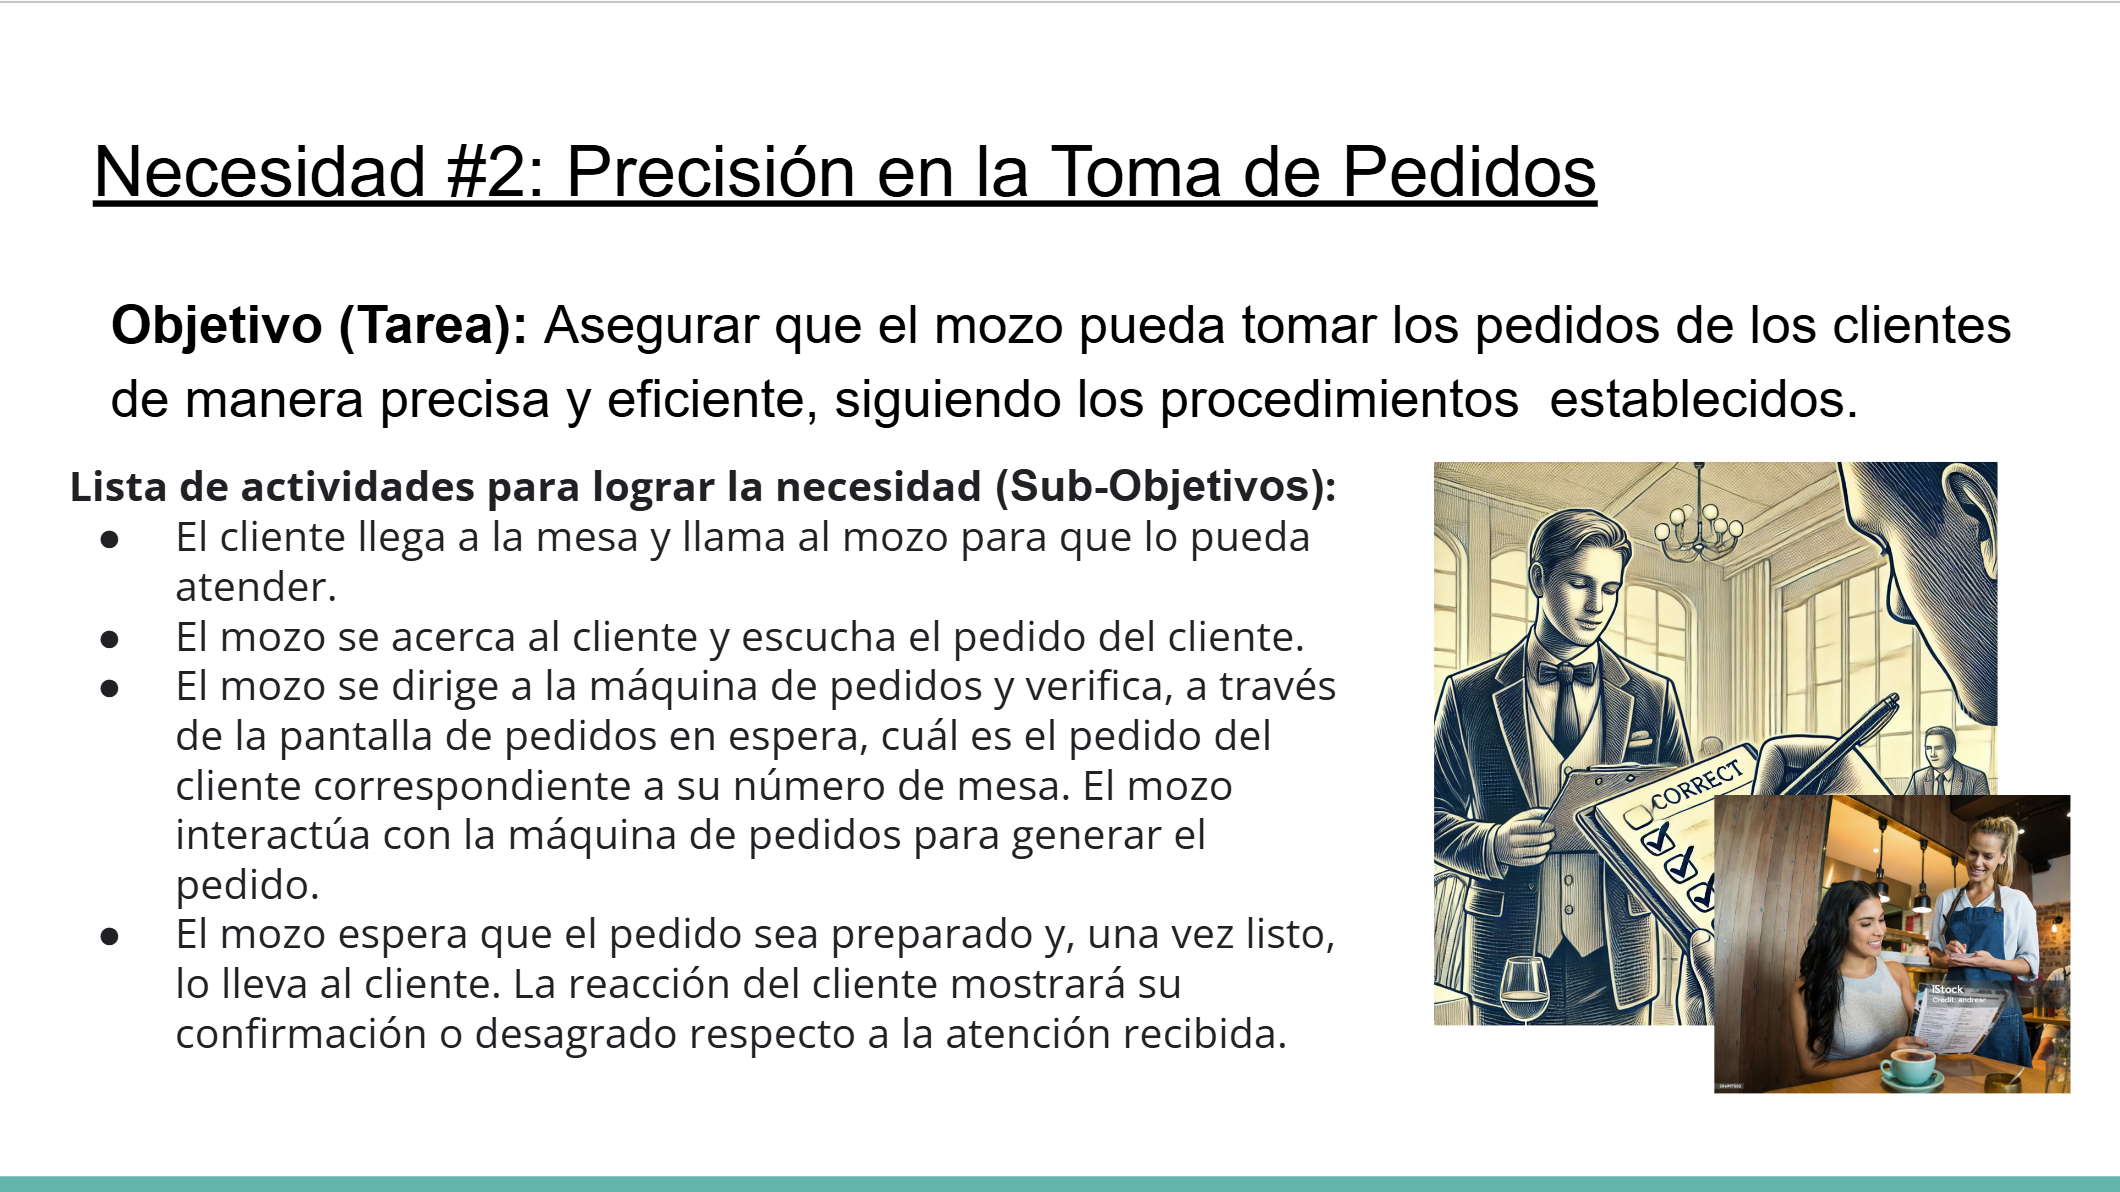 Necesidad #2: Precisión en la Toma de Pedidos
Objetivo (Tarea): Asegurar que el mozo pueda tomar los pedidos de los clientes
de manera precisa y eficiente, siguiendo los procedimientos  establecidos.
Lista de actividades para lograr la necesidad (Sub-Objetivos):
● El cliente llega a la mesa y llama al mozo para que lo pueda
atender.
● El mozo se acerca al cliente y escucha el pedido del cliente.
● El mozo se dirige a la máquina de pedidos y verifica, a través
de la pantalla de pedidos en espera, cuál es el pedido del
cliente correspondiente a su número de mesa. El mozo
interactúa con la máquina de pedidos para generar el
pedido.
● El mozo espera que el pedido sea preparado y, una vez listo,
lo lleva al cliente. La reacción del cliente mostrará su
confirmación o desagrado respecto a la atención recibida.
CORRECT
iStock
Credit: andresr